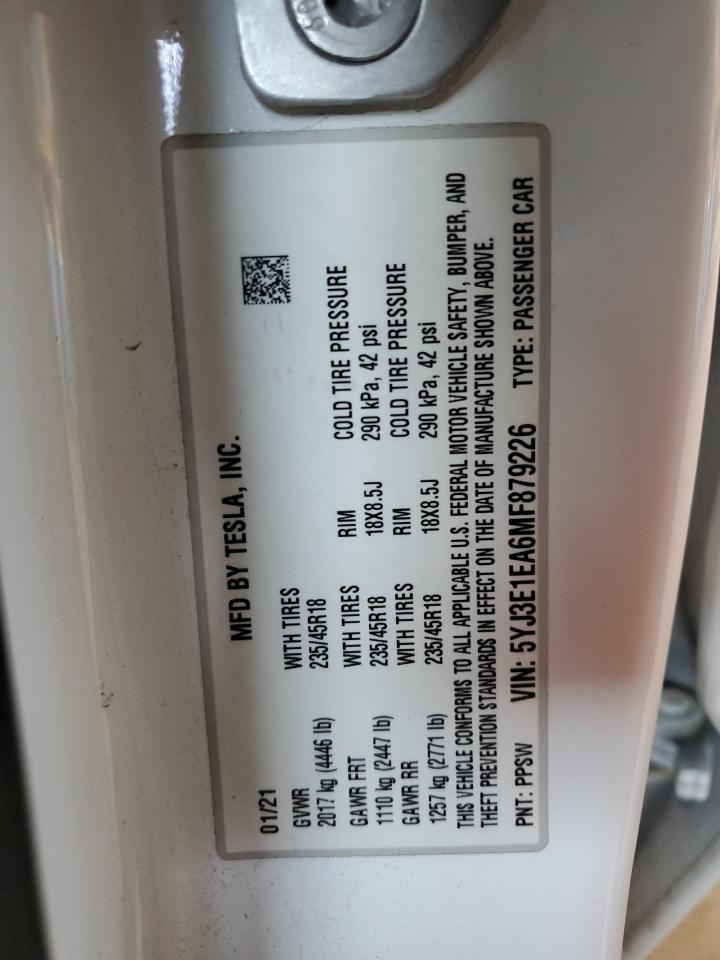 MFD BY TESLA, INC.
01/21
GVWR WITH TIRES
2017 kg (4446 lb) 235/45R18
GAWR FRT WITH TIRES RIM COLD TIRE PRESSURE
1110 kg (2447 lb) 235/45R18 18X8.5J 290 kPa, 42 psi
GAWR RR WITH TIRES RIM COLD TIRE PRESSURE
1257 kg (2771 lb) 235/45R18 18X8.5J 290 kPa, 42 psi
THIS VEHICLE CONFORMS TO ALL APPLICABLE U.S. FEDERAL MOTOR VEHICLE SAFETY, BUMPER, AND
THEFT PREVENTION STANDARDS IN EFFECT ON THE DATE OF MANUFACTURE SHOWN ABOVE.
PNT: PPSW VIN: 5YJ3E1EA6MF879226 TYPE: PASSENGER CAR